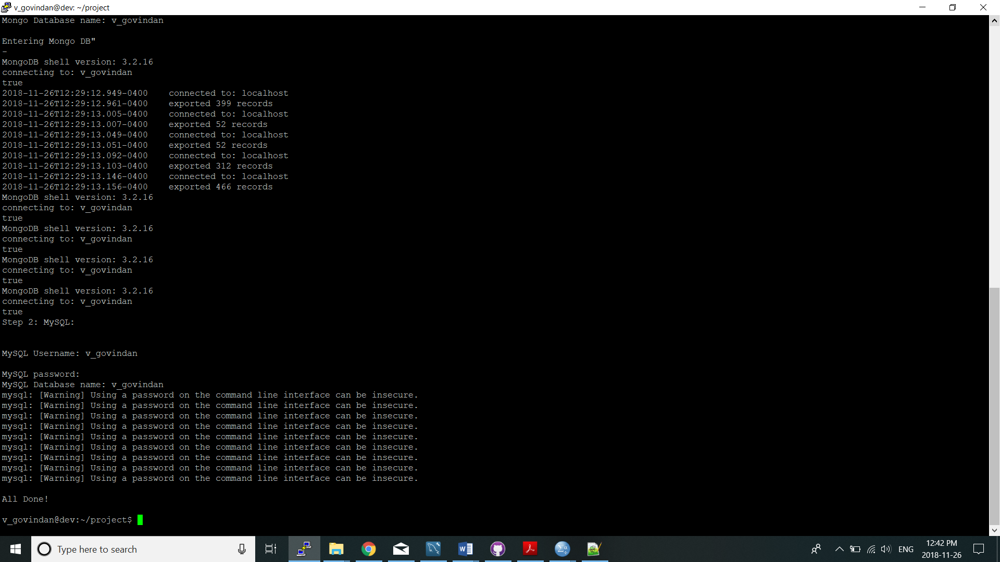 v_govindan@dev: ~/project
Mongo Database name: v_govindan
Entering Mongo DB"
-
MongoDB shell version: 3.2.16
connecting to: v_govindan
true
2018-11-26T12:29:12.949-0400    connected to: localhost
2018-11-26T12:29:12.961-0400    exported 399 records
2018-11-26T12:29:13.005-0400    connected to: localhost
2018-11-26T12:29:13.007-0400    exported 52 records
2018-11-26T12:29:13.049-0400    connected to: localhost
2018-11-26T12:29:13.051-0400    exported 52 records
2018-11-26T12:29:13.092-0400    connected to: localhost
2018-11-26T12:29:13.103-0400    exported 312 records
2018-11-26T12:29:13.146-0400    connected to: localhost
2018-11-26T12:29:13.156-0400    exported 466 records
MongoDB shell version: 3.2.16
connecting to: v_govindan
true
MongoDB shell version: 3.2.16
connecting to: v_govindan
true
MongoDB shell version: 3.2.16
connecting to: v_govindan
true
MongoDB shell version: 3.2.16
connecting to: v_govindan
true
Step 2: MySQL:
MySQL Username: v_govindan
MySQL password:
MySQL Database name: v_govindan
mysql: [Warning] Using a password on the command line interface can be insecure.
mysql: [Warning] Using a password on the command line interface can be insecure.
mysql: [Warning] Using a password on the command line interface can be insecure.
mysql: [Warning] Using a password on the command line interface can be insecure.
mysql: [Warning] Using a password on the command line interface can be insecure.
mysql: [Warning] Using a password on the command line interface can be insecure.
mysql: [Warning] Using a password on the command line interface can be insecure.
mysql: [Warning] Using a password on the command line interface can be insecure.
mysql: [Warning] Using a password on the command line interface can be insecure.
All Done!
v_govindan@dev:~/project$
Type here to search
ENG
12:42 PM
2018-11-26